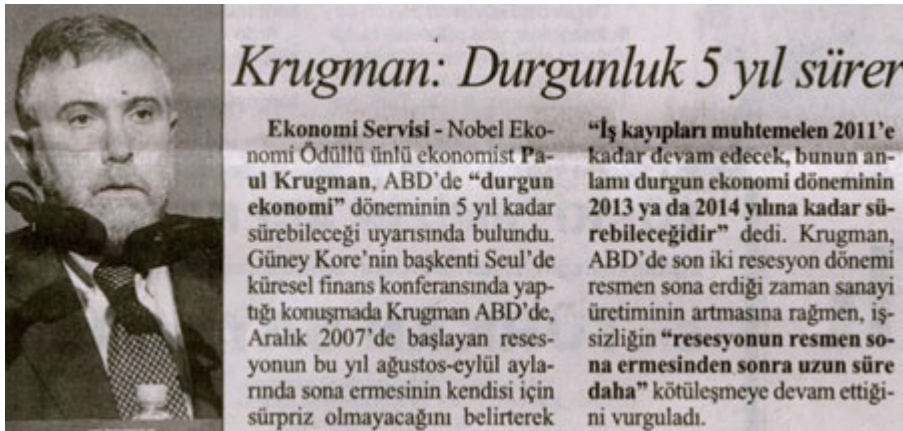 Krugman: Durgunluk 5 yıl sürer
Ekonomi Servisi - Nobel Eko-
nomi Ödüllü ünlü ekonomist Pa-
ul Krugman, ABD'de “durgun
ekonomi” döneminin 5 yıl kadar
sürebileceği uyarısında bulundu.
Güney Kore'nin başkenti Seul'de
küresel finans konferansında yap-
tığı konuşmada Krugman ABD'de,
Aralık 2007'de başlayan reses-
yonun bu yıl ağustos-eylül ayla-
rında sona ermesinin kendisi için
sürpriz olmayacağını belirterek
“İş kayıpları muhtemelen 2011'e
kadar devam edecek, bunun an-
lamı durgun ekonomi döneminin
2013 ya da 2014 yılına kadar sü-
rebileceğidir” dedi. Krugman,
ABD'de son iki resesyon dönemi
resmen sona erdiği zaman sanayi
üretiminin artmasına rağmen, iş-
sizliğin “resesyonun resmen so-
na ermesinden sonra uzun süre
daha” kötüleşmeye devam ettiği-
ni vurguladı.